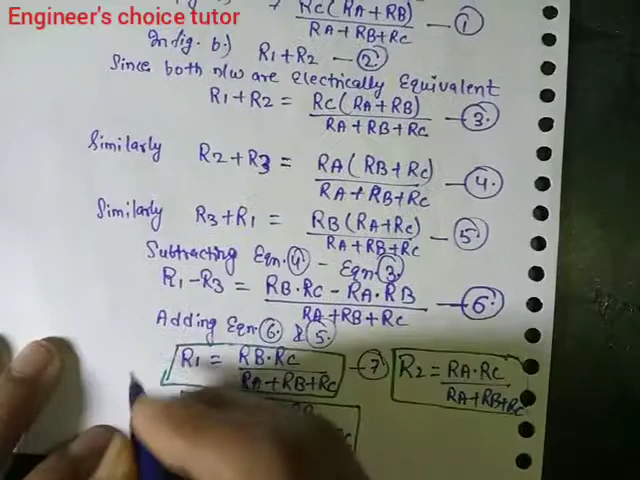 Engineer's choice tutor
RC (RA+RB) / RA+RB+RC — ①
In fig. b.) R1+R2 — ②
Since both n/w are Electrically Equivalent
R1+R2 = RC(RA+RB) / RA+RB+RC — ③
Similarly R2+R3 = RA(RB+RC) / RA+RB+RC — ④
Similarly R3+R1 = RB(RA+RC) / RA+RB+RC — ⑤
Subtracting Eqn.④ - Eqn.③
R1-R3 = RB.RC - RA.RB / RA+RB+RC — ⑥
Adding Eqn.⑥ & ⑤.
R1 = RB.RC / RA+RB+RC — ⑦ R2 = RA.RC / RA+RB+RC